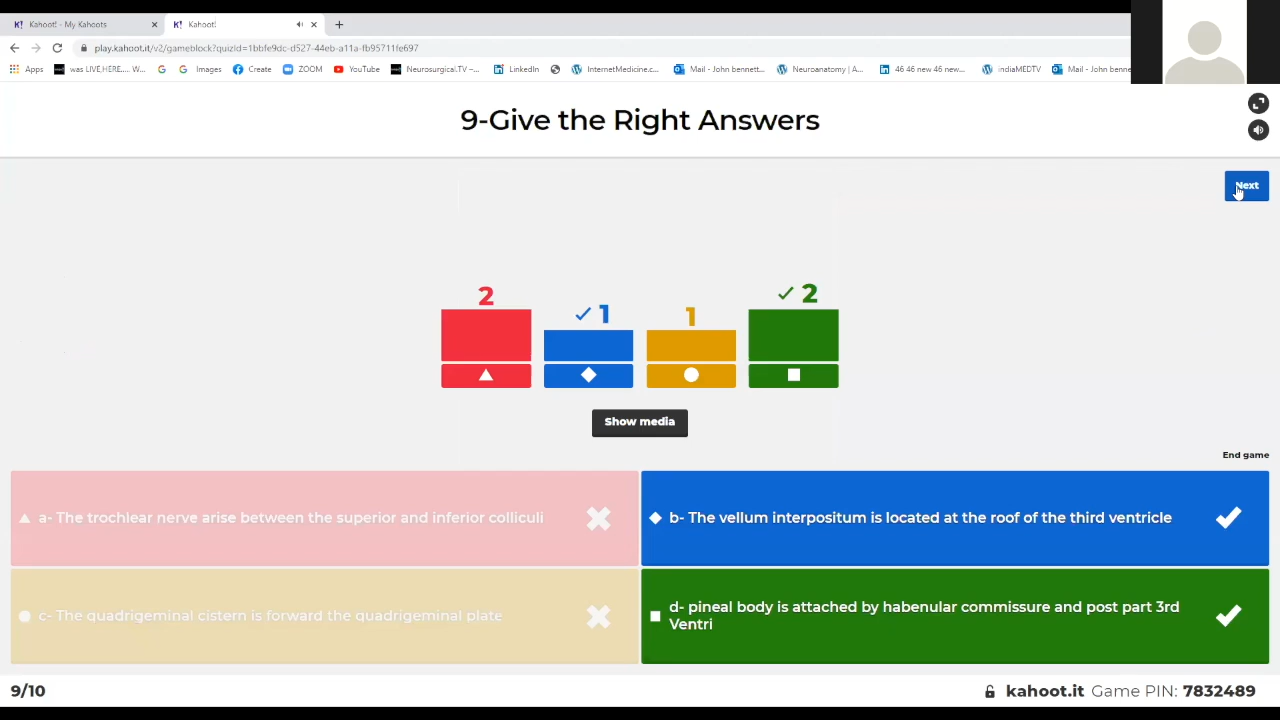 K! Kahoot! - My Kahoots
K! Kahoot!
play.kahoot.it/v2/gameblock?quizId=1bbfe9dc-d527-44eb-a11a-fb95711fe697
Apps was LIVE,HERE..... W... Images Create ZOOM YouTube Neurosurgical.TV –... LinkedIn InternetMedicine.c... Mail - John bennett... Neuroanatomy | A... 46 46 new 46 new... indiaMEDTV Mail - John benne
9-Give the Right Answers
Next
2
1
1
2
Show media
End game
a- The trochlear nerve arise between the superior and inferior colliculi
b- The vellum interpositum is located at the roof of the third ventricle
c- The quadrigeminal cistern is forward the quadrigeminal plate
d- pineal body is attached by habenular commissure and post part 3rd
Ventri
9/10
kahoot.it Game PIN: 7832489